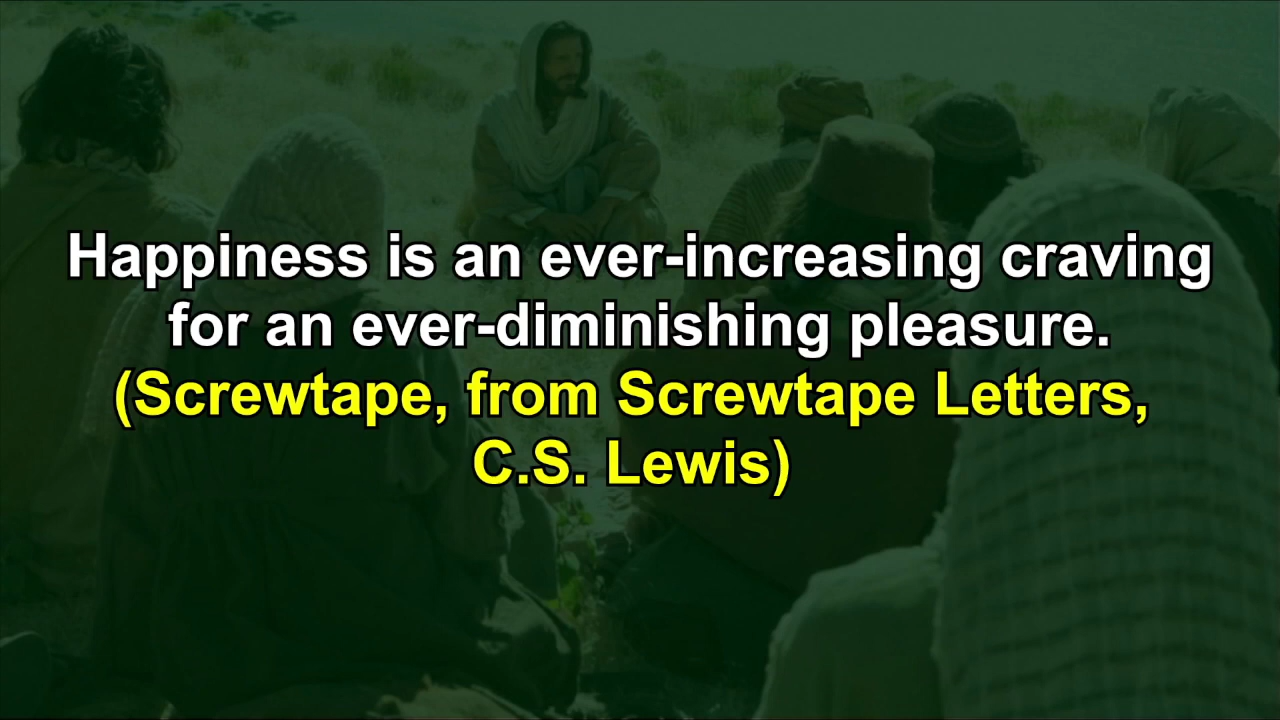 Happiness is an ever-increasing craving
for an ever-diminishing pleasure.
(Screwtape, from Screwtape Letters,
C.S. Lewis)